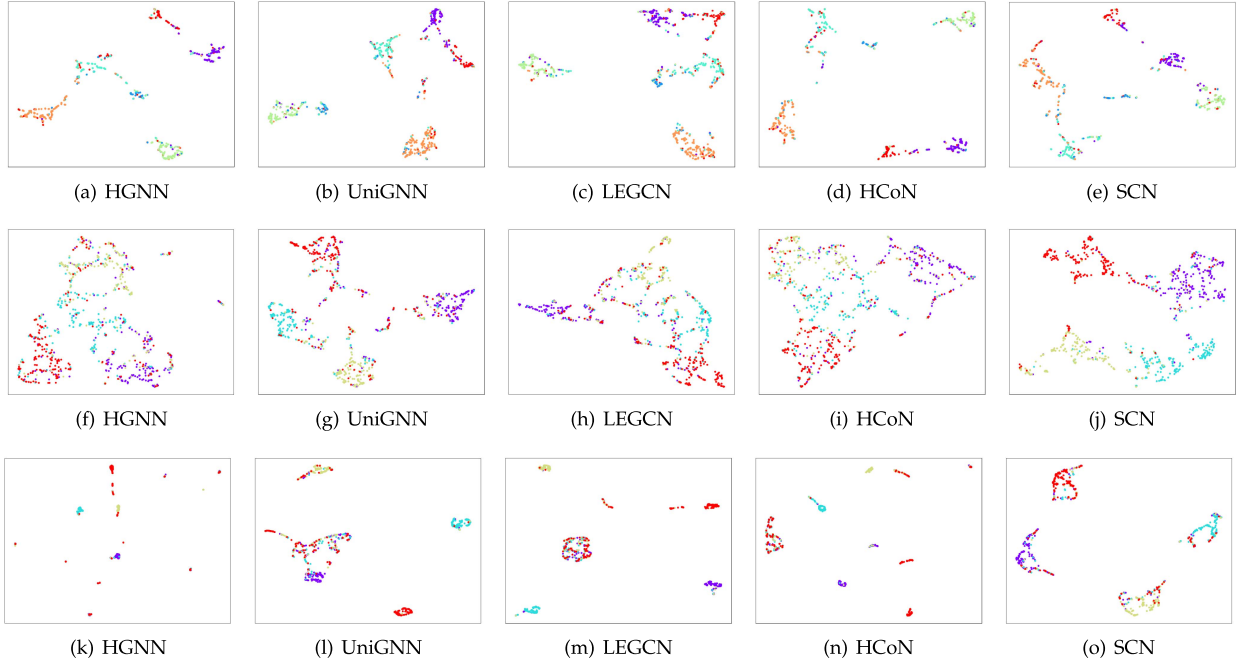 (a) HGNN
(b) UniGNN
(c) LEGCN
(d) HCoN
(e) SCN
(f) HGNN
(g) UniGNN
(h) LEGCN
(i) HCoN
(j) SCN
(k) HGNN
(l) UniGNN
(m) LEGCN
(n) HCoN
(o) SCN